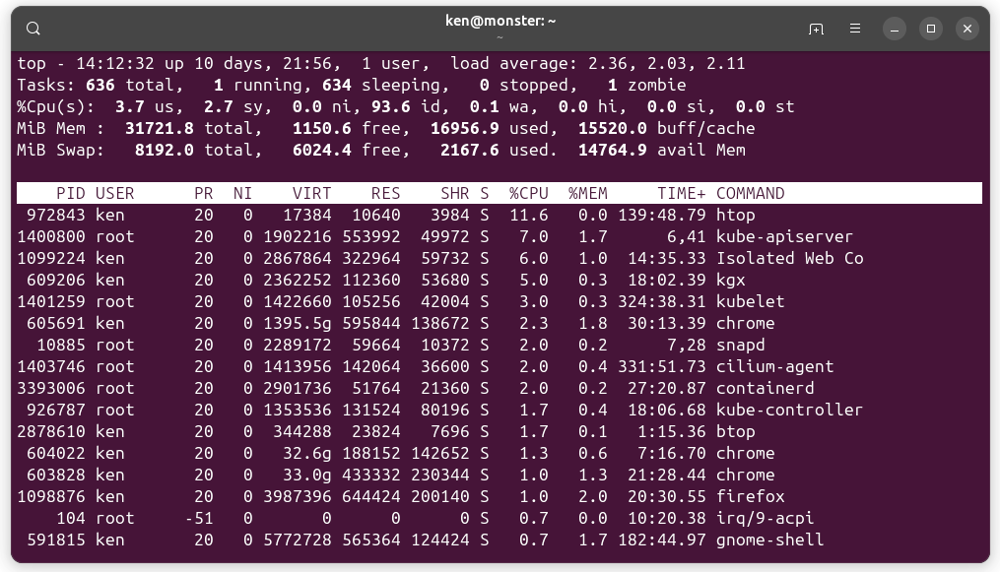 ken@monster: ~
~
top - 14:12:32 up 10 days, 21:56,  1 user,  load average: 2.36, 2.03, 2.11
Tasks: 636 total,   1 running, 634 sleeping,   0 stopped,   1 zombie
%Cpu(s):  3.7 us,  2.7 sy,  0.0 ni, 93.6 id,  0.1 wa,  0.0 hi,  0.0 si,  0.0 st
MiB Mem :  31721.8 total,   1150.6 free,  16956.9 used,  15520.0 buff/cache
MiB Swap:   8192.0 total,   6024.4 free,   2167.6 used.  14764.9 avail Mem
PID USER      PR  NI    VIRT    RES    SHR S  %CPU  %MEM     TIME+ COMMAND
972843 ken       20   0   17384  10640   3984 S  11.6   0.0 139:48.79 htop
1400800 root      20   0 1902216 553992  49972 S   7.0   1.7      6,41 kube-apiserver
1099224 ken       20   0 2867864 322964  59732 S   6.0   1.0  14:35.33 Isolated Web Co
609206 ken       20   0 2362252 112360  53680 S   5.0   0.3  18:02.39 kgx
1401259 root      20   0 1422660 105256  42004 S   3.0   0.3 324:38.31 kubelet
605691 ken       20   0 1395.5g 595844 138672 S   2.3   1.8  30:13.39 chrome
10885 root      20   0 2289172  59664  10372 S   2.0   0.2      7,28 snapd
1403746 root      20   0 1413956 142064  36600 S   2.0   0.4 331:51.73 cilium-agent
3393006 root      20   0 2901736  51764  21360 S   2.0   0.2  27:20.87 containerd
926787 root      20   0 1353536 131524  80196 S   1.7   0.4  18:06.68 kube-controller
2878610 ken       20   0  344288  23824   7696 S   1.7   0.1   1:15.36 btop
604022 ken       20   0   32.6g 188152 142652 S   1.3   0.6   7:16.70 chrome
603828 ken       20   0   33.0g 433332 230344 S   1.0   1.3  21:28.44 chrome
1098876 ken       20   0 3987396 644424 200140 S   1.0   2.0  20:30.55 firefox
104 root     -51   0       0      0      0 S   0.7   0.0  10:20.38 irq/9-acpi
591815 ken       20   0 5772728 565364 124424 S   0.7   1.7 182:44.97 gnome-shell